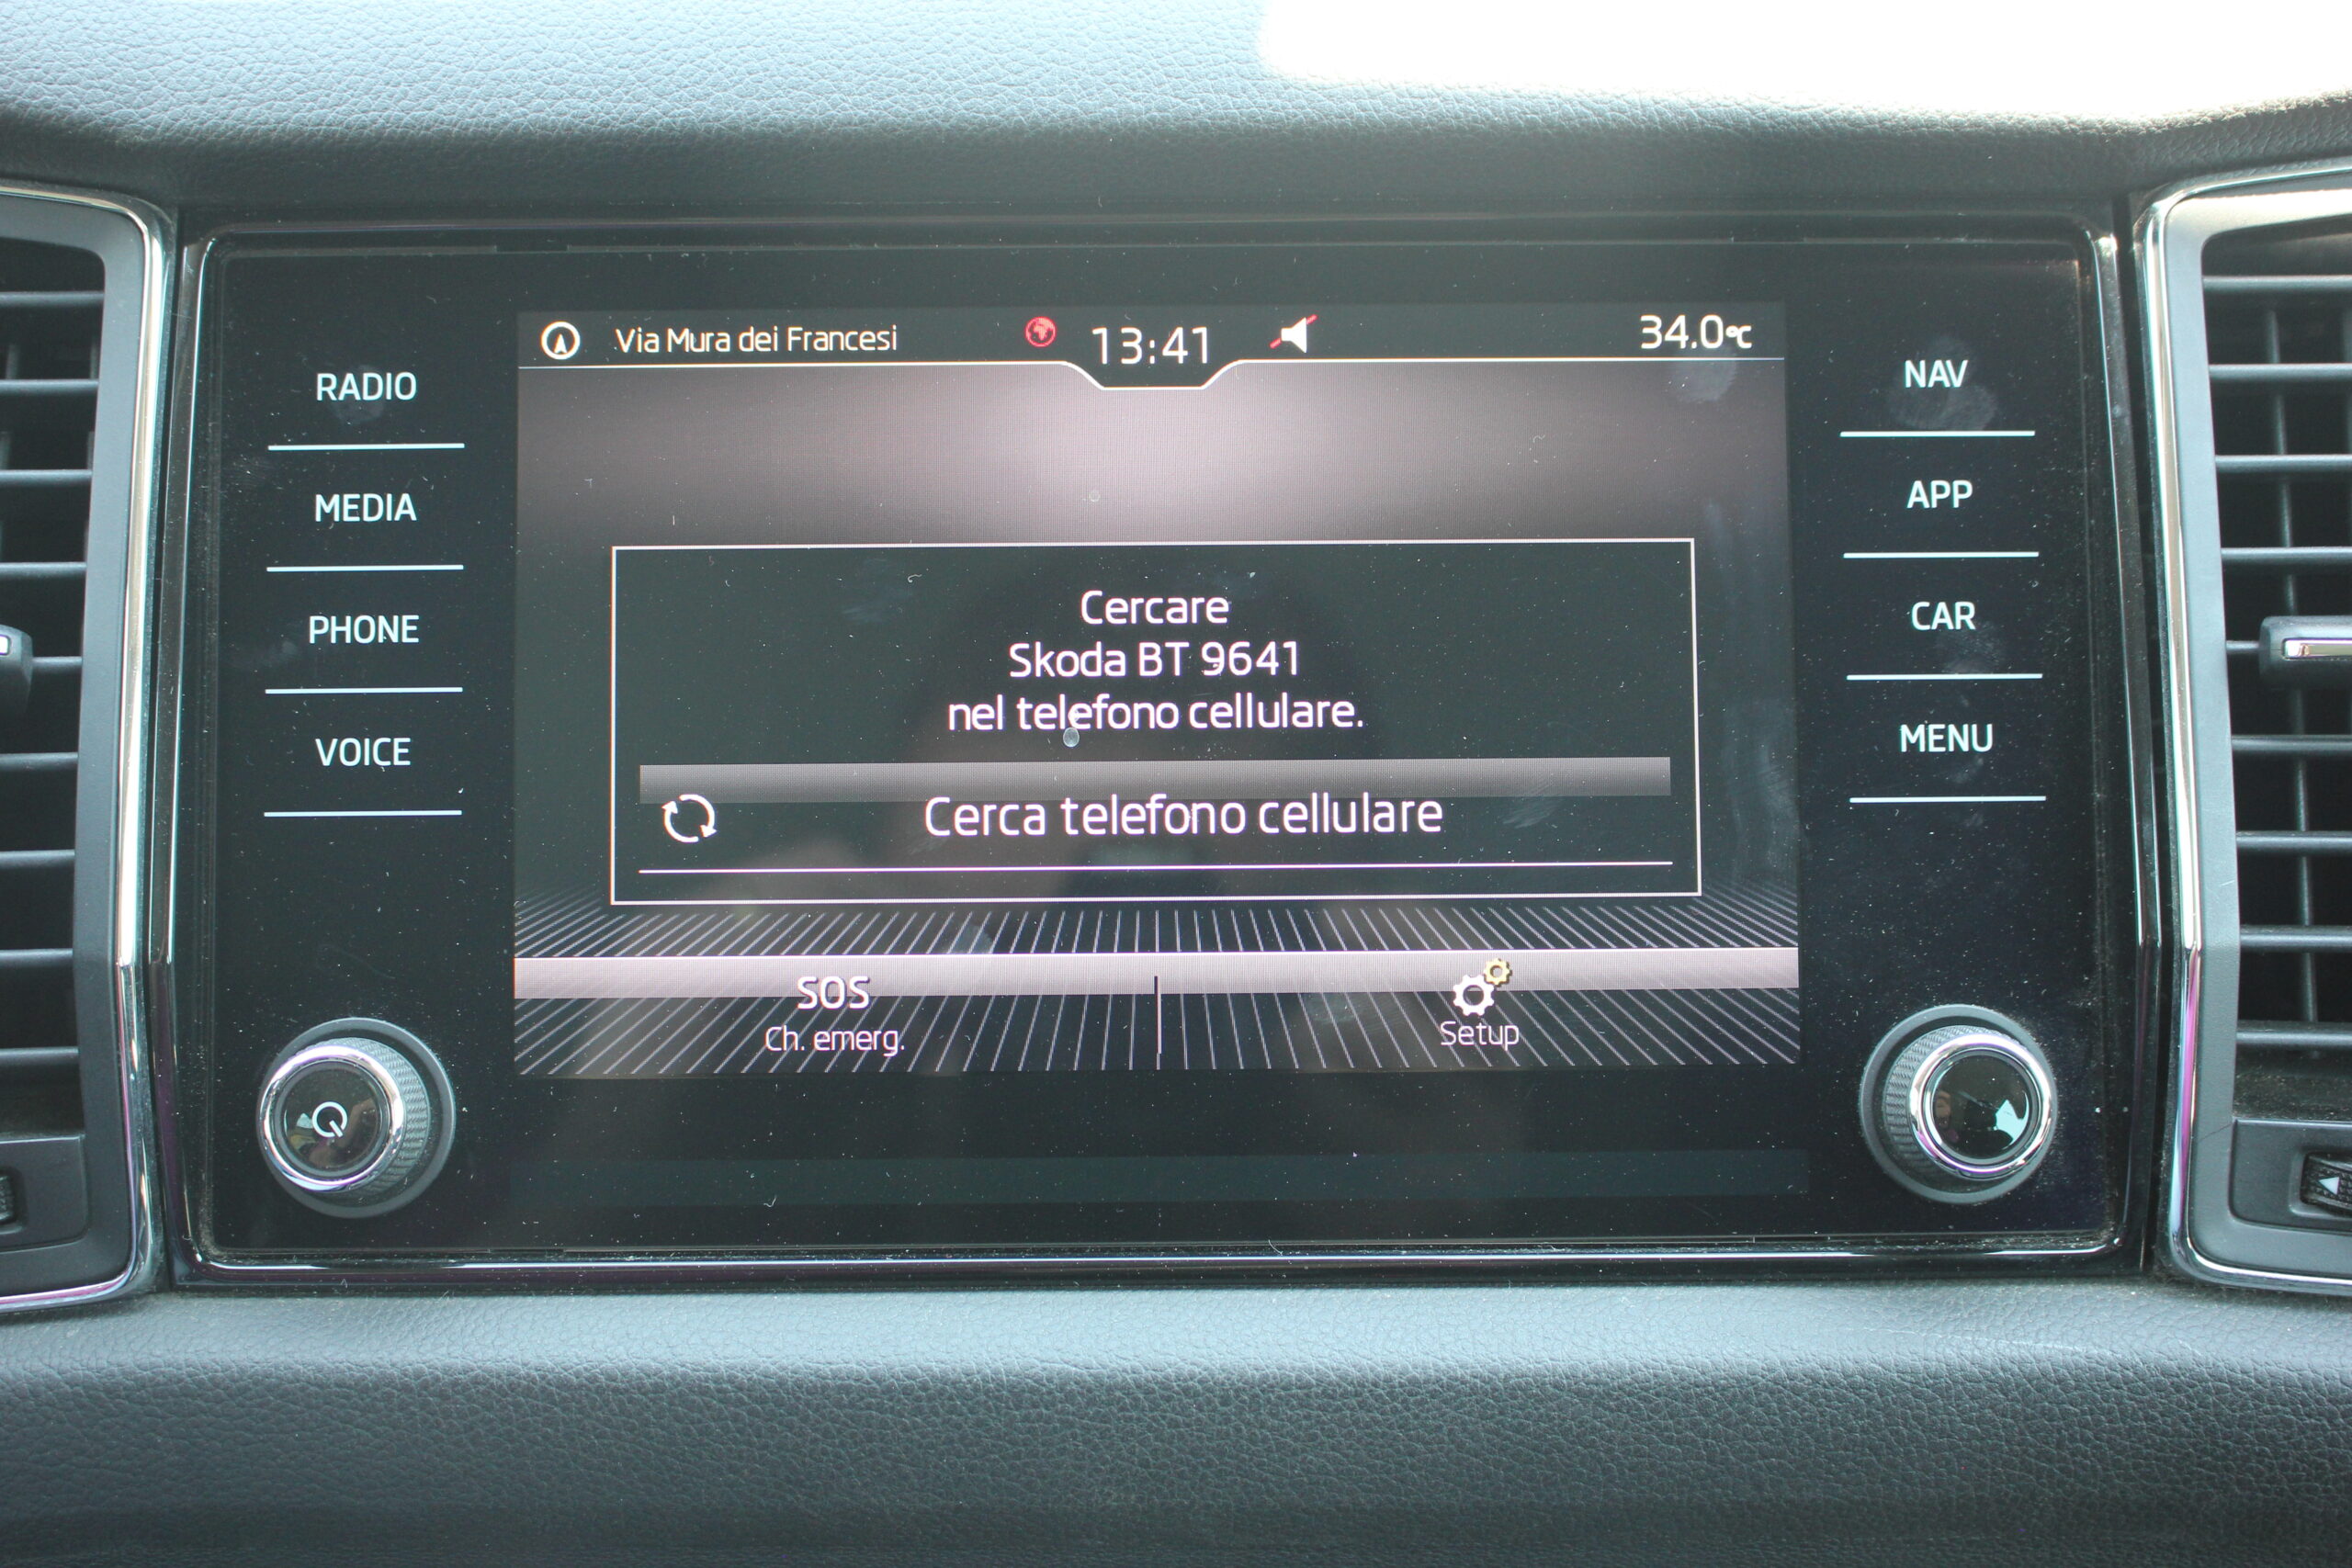 Via Mura dei Francesi 13:41 34.0°C
RADIO
MEDIA
PHONE
VOICE
Cercare
Skoda BT 9641
nel telefono cellulare.
Cerca telefono cellulare
SOS
Ch. emerg.
Setup
NAV
APP
CAR
MENU